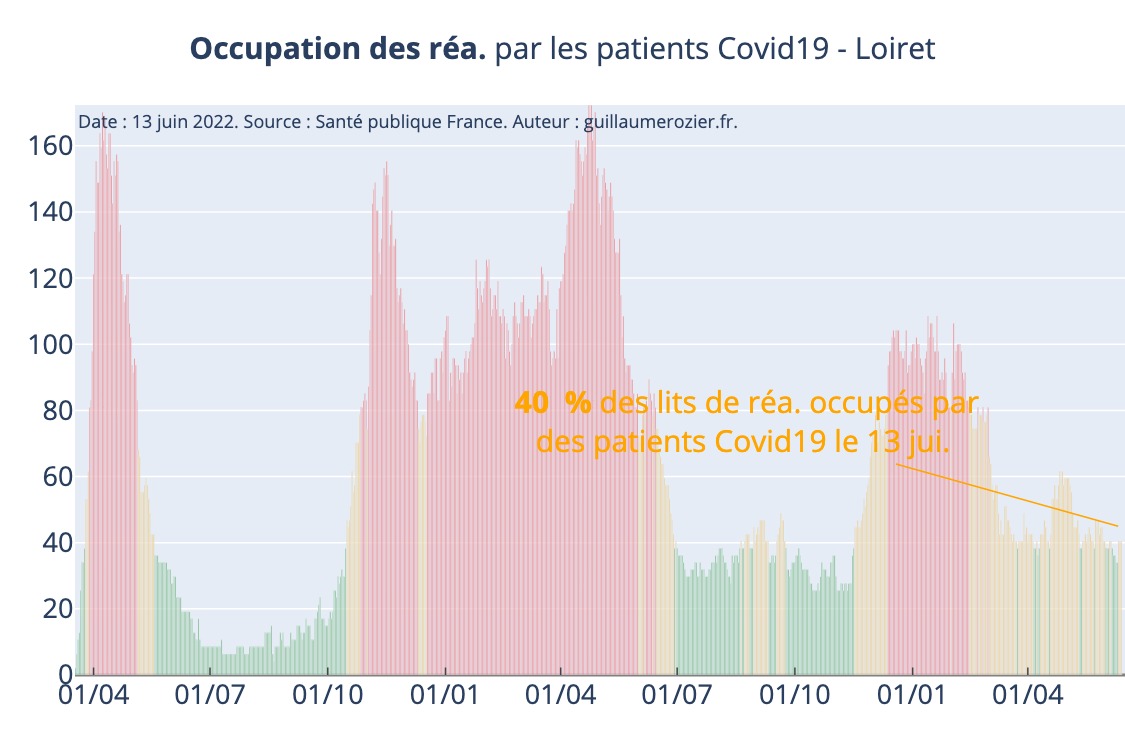 Occupation des réa. par les patients Covid19 - Loiret
Date : 13 juin 2022. Source : Santé publique France. Auteur : guillaumerozier.fr.
160
140
120
100
80
60
40
20
0
40 % des lits de réa. occupés par
des patients Covid19 le 13 jui.
01/04 01/07 01/10 01/01 01/04 01/07 01/10 01/01 01/04